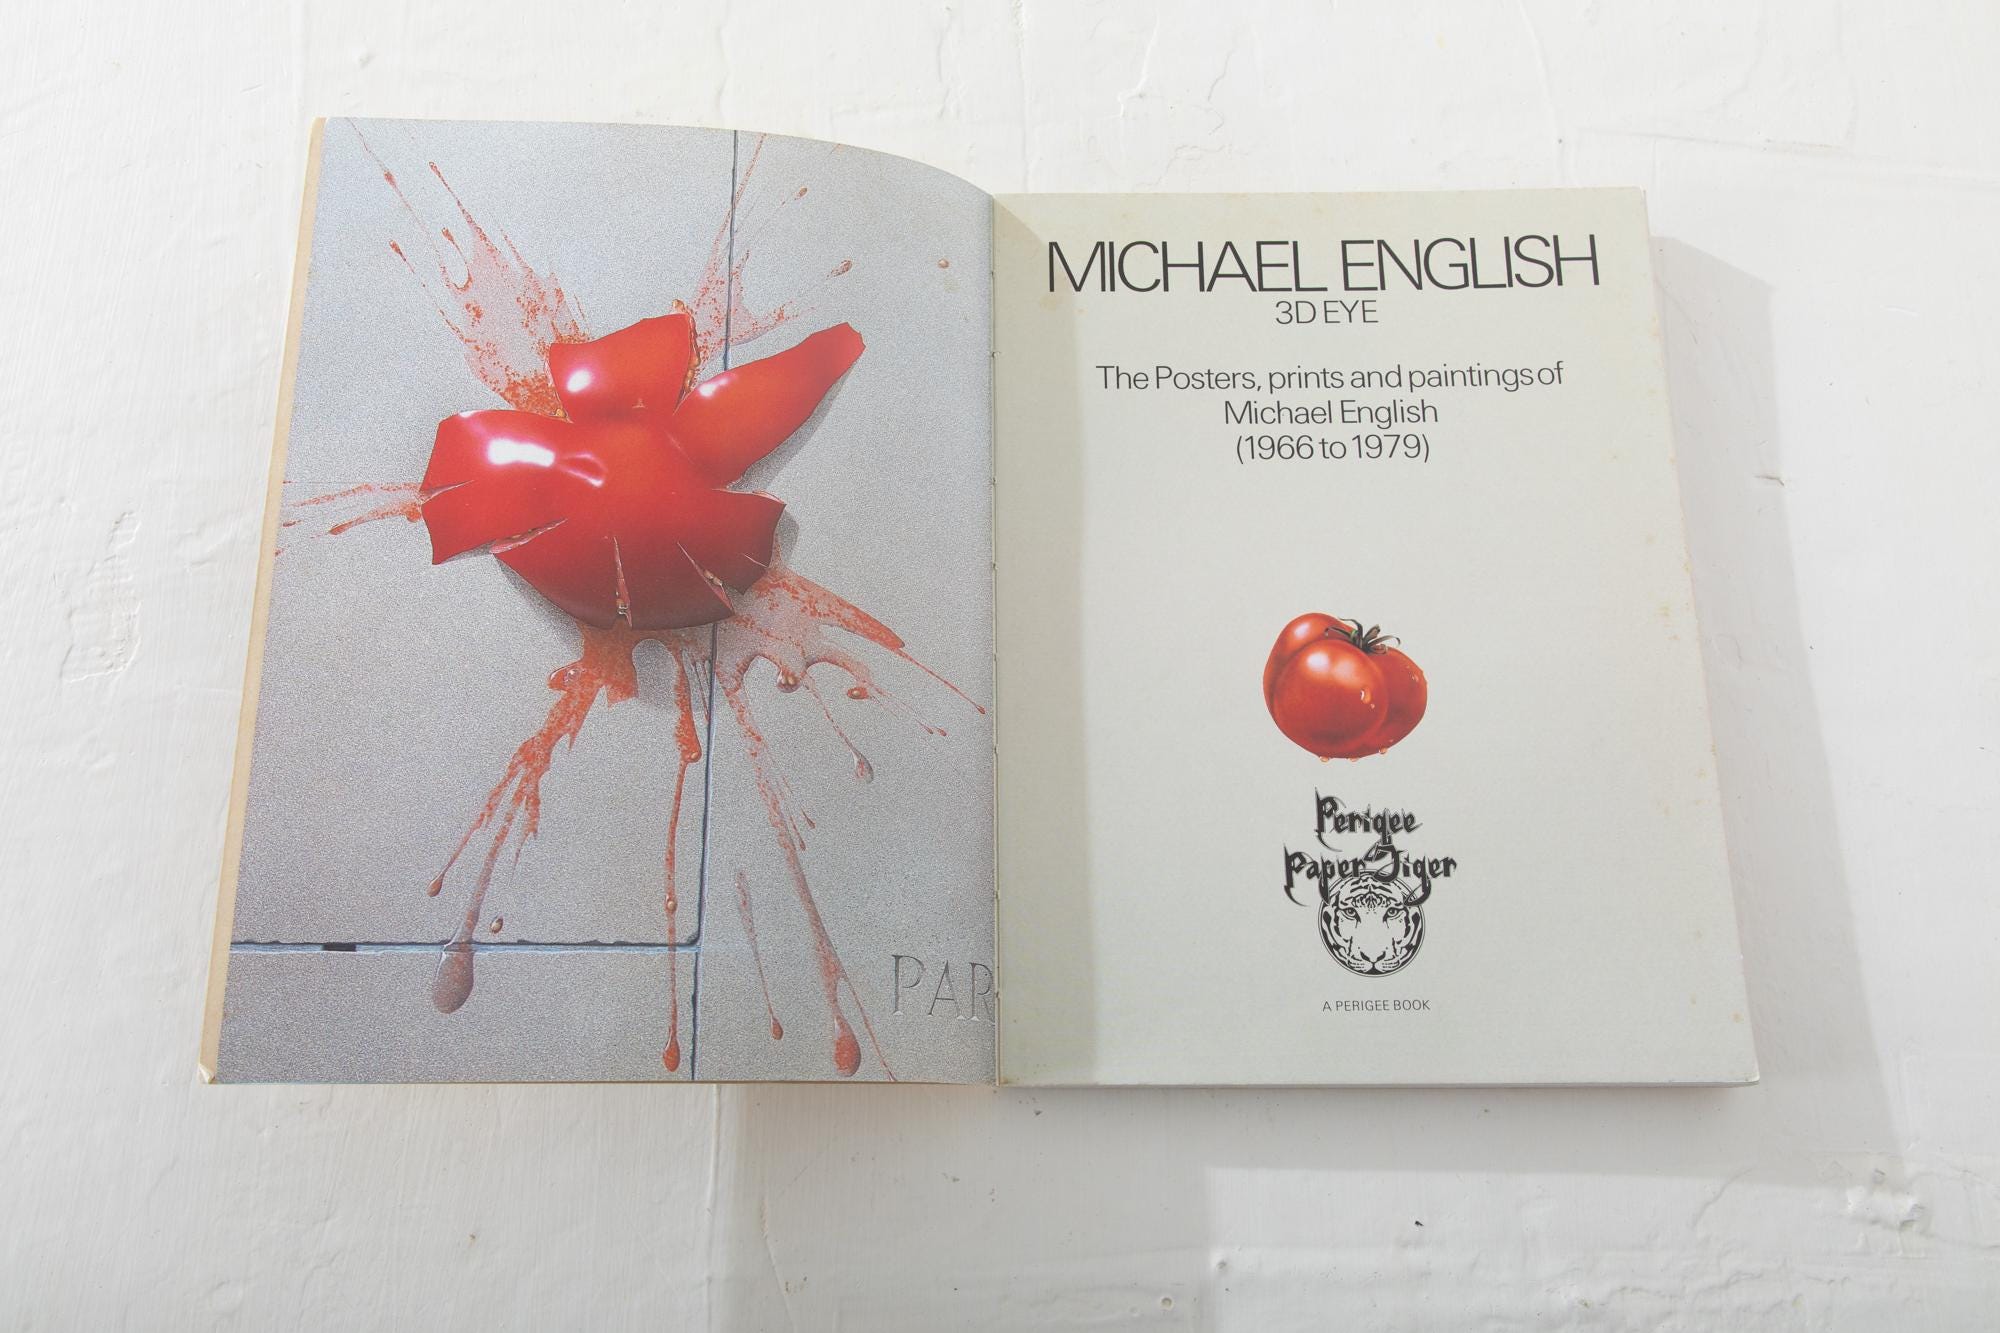 PAR
MICHAEL ENGLISH
3D EYE
The Posters, prints and paintings of
Michael English
(1966 to 1979)
Perigee
Paper Tiger
A PERIGEE BOOK